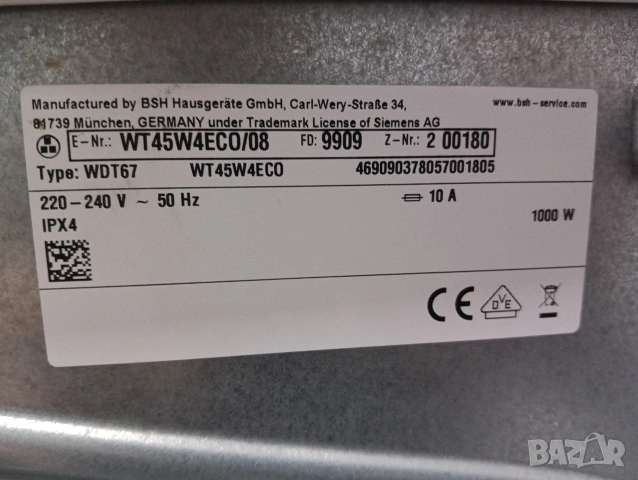 Manufactured by BSH Hausgeräte GmbH, Carl-Wery-Straße 34, www.bsh-service.com
81739 München, GERMANY under Trademark License of Siemens AG
E-Nr.: WT45W4ECO/08 FD: 9909 Z-Nr.: 2 00180
Type: WDT67 WT45W4ECO 469090378057001805
220-240 V ~ 50 Hz 10 A
IPX4 1000 W
CE DVE
BAZAR